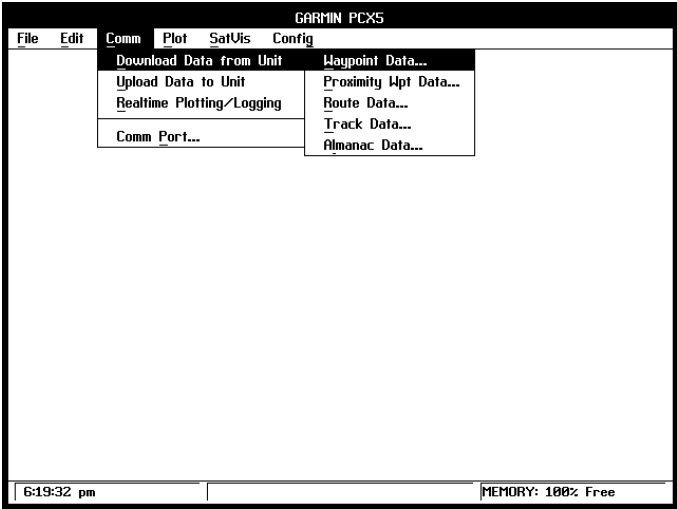 GARMIN PCX5
File Edit Comm Plot SatVis Config
Download Data from Unit
Upload Data to Unit
Realtime Plotting/Logging
Comm Port...
Waypoint Data...
Proximity Wpt Data...
Route Data...
Track Data...
Almanac Data...
6:19:32 pm
MEMORY: 100% Free